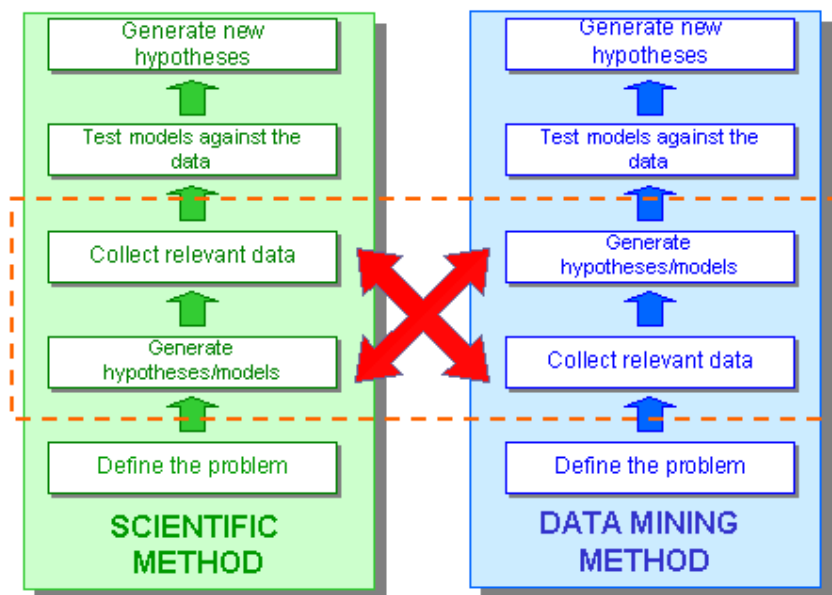 Generate new
hypotheses
Test models against the
data
Collect relevant data
Generate
hypotheses/models
Define the problem
SCIENTIFIC
METHOD
Generate new
hypotheses
Test models against the
data
Generate
hypotheses/models
Collect relevant data
Define the problem
DATA MINING
METHOD